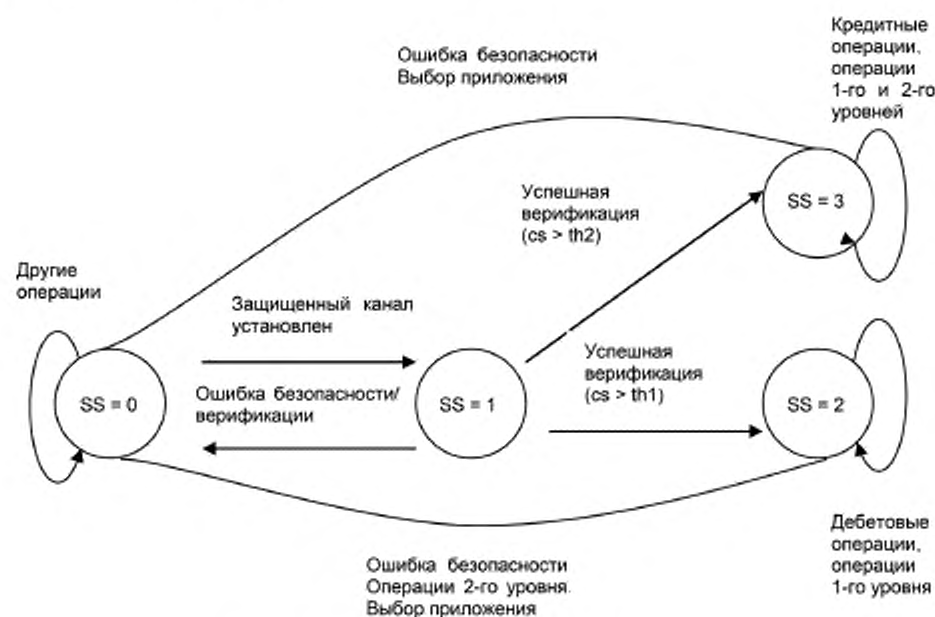 Ошибка безопасности
Выбор приложения
Кредитные
операции,
операции
1-го и 2-го
уровней
Успешная
верификация
(cs > th2)
SS = 3
Другие
операции
Защищенный канал
установлен
Успешная
верификация
(cs > th1)
SS = 0
Ошибка безопасности/
верификации
SS = 1
SS = 2
Ошибка безопасности
Операции 2-го уровня.
Выбор приложения
Дебетовые
операции,
операции
1-го уровня